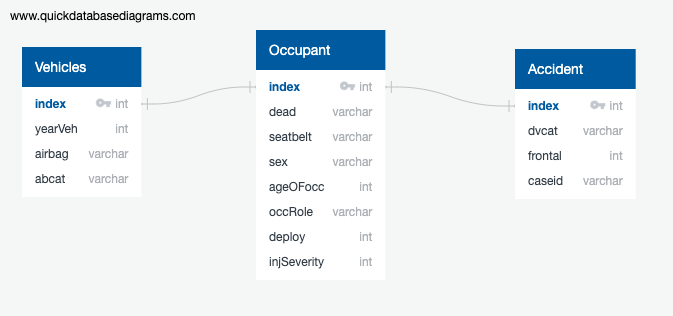 www.quickdatabasediagrams.com
Vehicles
index int
yearVeh int
airbag varchar
abcat varchar
Occupant
index int
dead varchar
seatbelt varchar
sex varchar
ageOFocc int
occRole varchar
deploy int
injSeverity int
Accident
index int
dvcat varchar
frontal int
caseid varchar